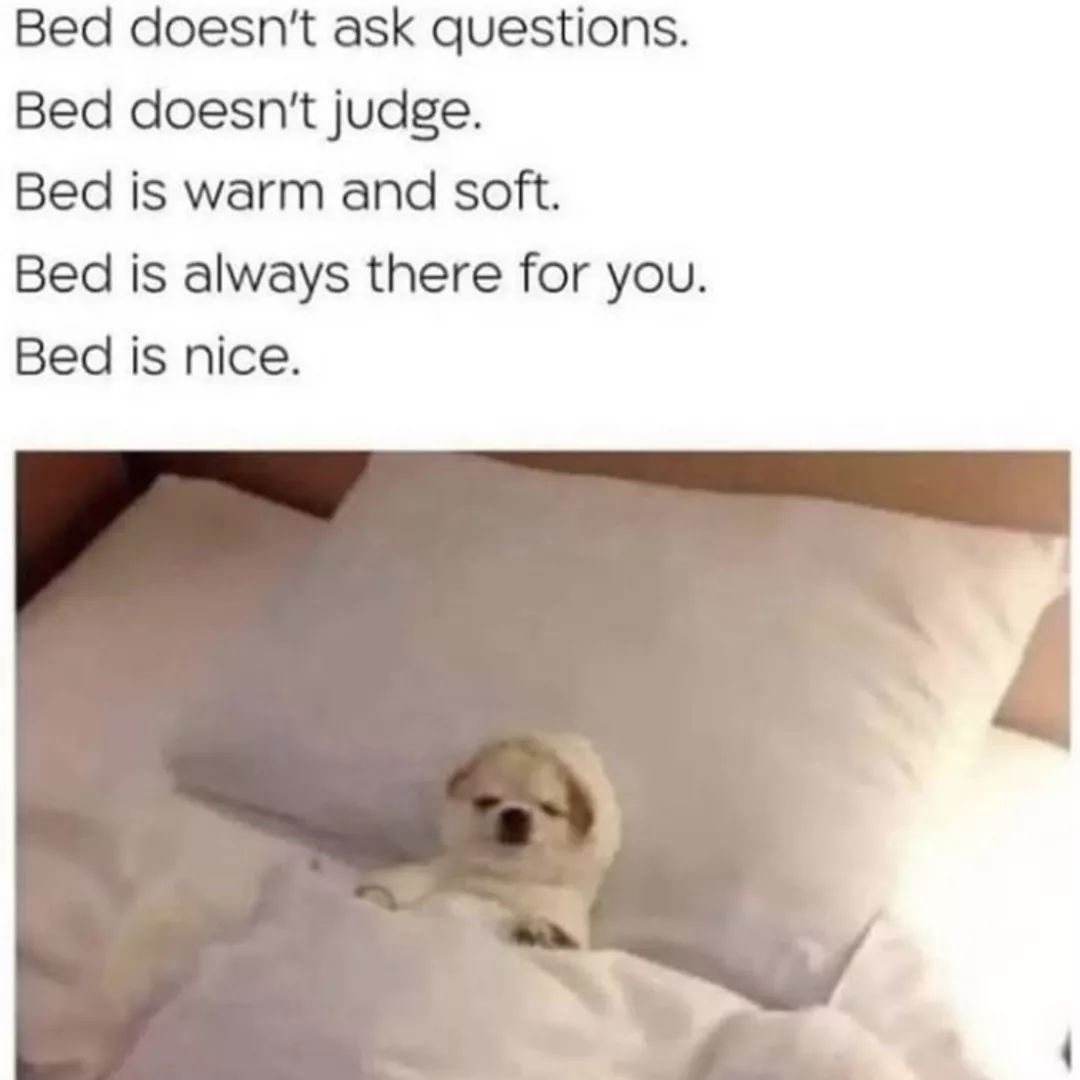 Bed doesn't ask questions.
Bed doesn't judge.
Bed is warm and soft.
Bed is always there for you.
Bed is nice.